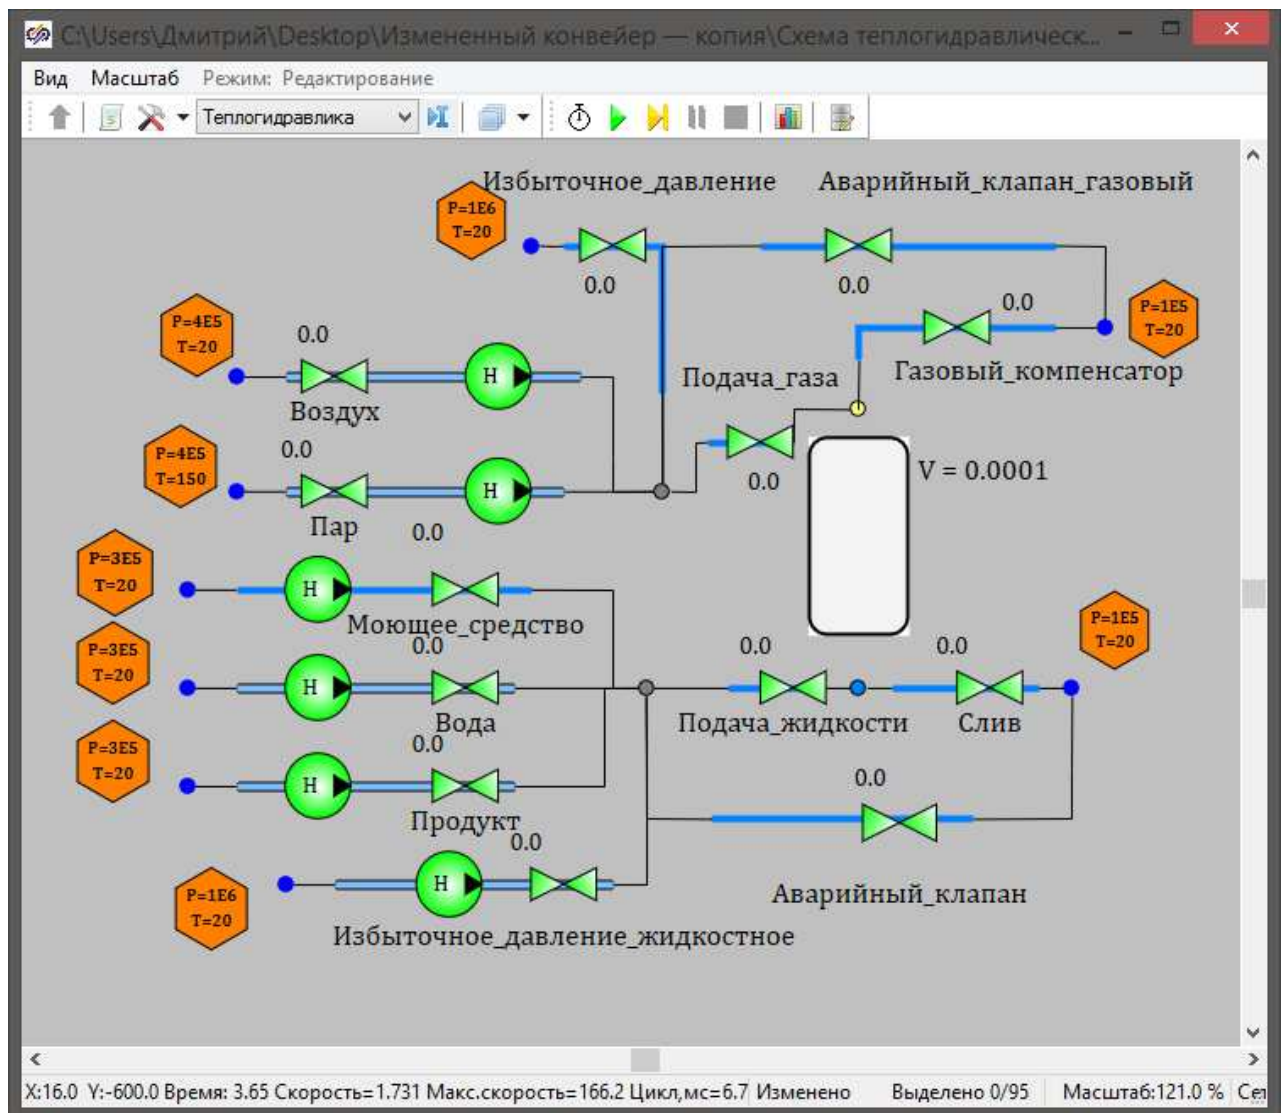 C:\Users\Дмитрий\Desktop\Измененный конвейер — копия\Схема теплогидравлическ...
Вид Масштаб Режим: Редактирование
Теплогидравлика
Избыточное_давление Аварийный_клапан_газовый
P=1E6
T=20
0.0
0.0
0.0
P=1E5
T=20
P=4E5
T=20
0.0
H
Подача_газа
Газовый_компенсатор
Воздух
P=4E5
T=150
0.0
H
0.0
V = 0.0001
Пар
0.0
P=3E5
T=20
H
Моющее_средство
P=3E5
T=20
0.0
H
Вода
0.0
0.0
P=1E5
T=20
Подача_жидкости
Слив
P=3E5
T=20
0.0
H
Продукт
0.0
Аварийный_клапан
0.0
P=1E6
T=20
H
Избыточное_давление_жидкостное
X:16.0 Y:-600.0 Время: 3.65 Скорость=1.731 Макс.скорость=166.2 Цикл,мс=6.7 Изменено Выделено 0/95 Масштаб:121.0 %